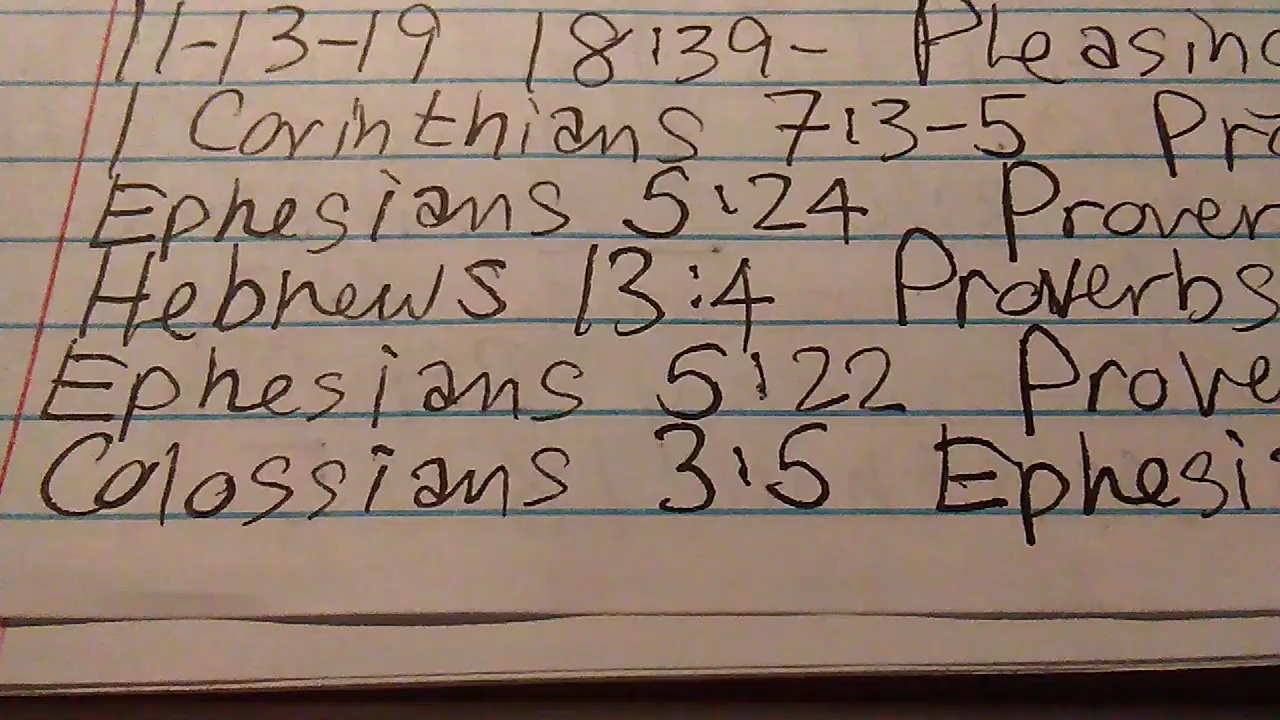 11-13-19 18:39- Pleasing
1 Corinthians 7:3-5 Pr
Ephesians 5:24 Prover
Hebrews 13:4 Proverbs
Ephesians 5:22 Prove
Colossians 3:5 Ephesi